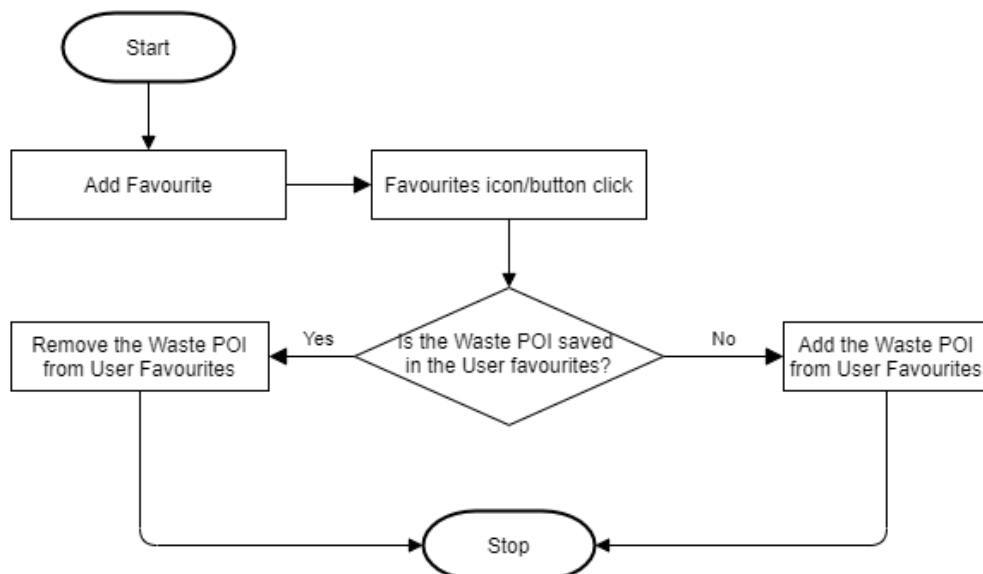 Start
Add Favourite
Favourites icon/button click
Is the Waste POI saved
in the User favourites?
Yes
No
Remove the Waste POI
from User Favourites
Add the Waste POI
from User Favourites
Stop